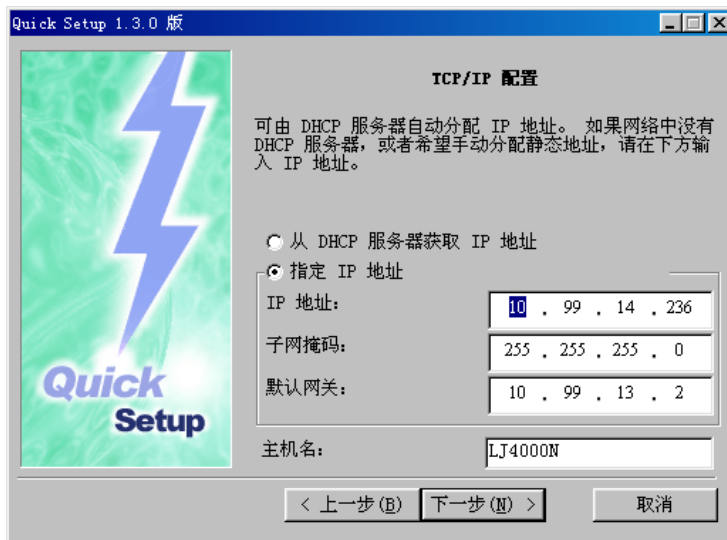 Quick Setup 1.3.0 版
TCP/IP 配置
可由 DHCP 服务器自动分配 IP 地址。 如果网络中没有
DHCP 服务器，或者希望手动分配静态地址，请在下方输
入 IP 地址。
从 DHCP 服务器获取 IP 地址
指定 IP 地址
IP 地址： 10 . 99 . 14 . 236
子网掩码： 255 . 255 . 255 . 0
默认网关： 10 . 99 . 13 . 2
Quick
Setup
主机名： LJ4000N
< 上一步(B) 下一步(N) > 取消